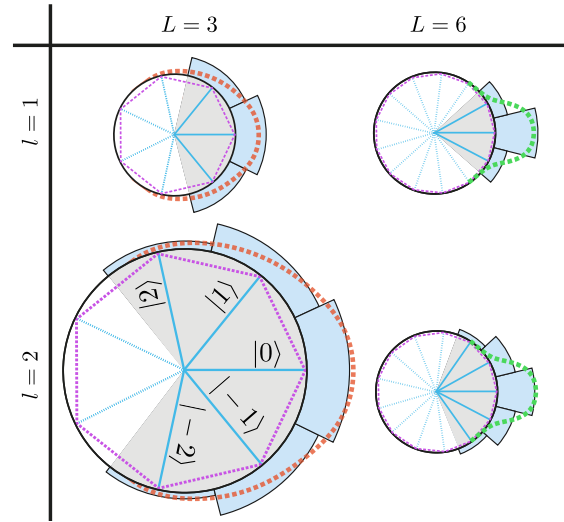 L = 3
L = 6
l = 1
l = 2
|2⟩
|1⟩
|0⟩
|−1⟩
|−2⟩